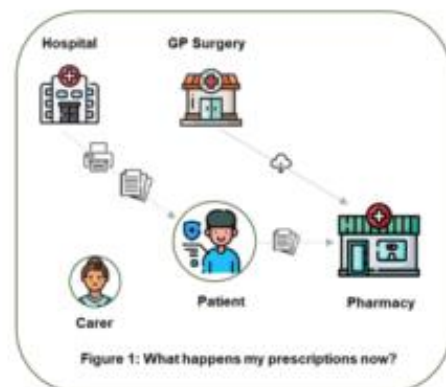 Hospital
GP Surgery
Patient
Pharmacy
Carer
Figure 1: What happens my prescriptions now?